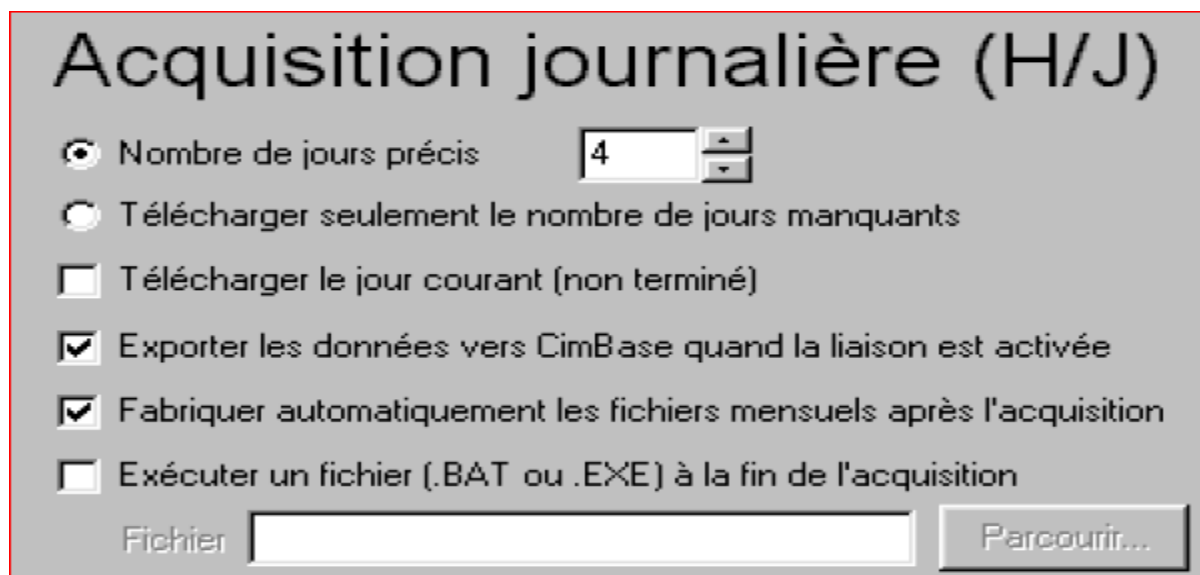 Acquisition journalière (H/J)
Nombre de jours précis 4
Télécharger seulement le nombre de jours manquants
Télécharger le jour courant (non terminé)
Exporter les données vers CimBase quand la liaison est activée
Fabriquer automatiquement les fichiers mensuels après l'acquisition
Exécuter un fichier (.BAT ou .EXE) à la fin de l'acquisition
Fichier Parcourir...